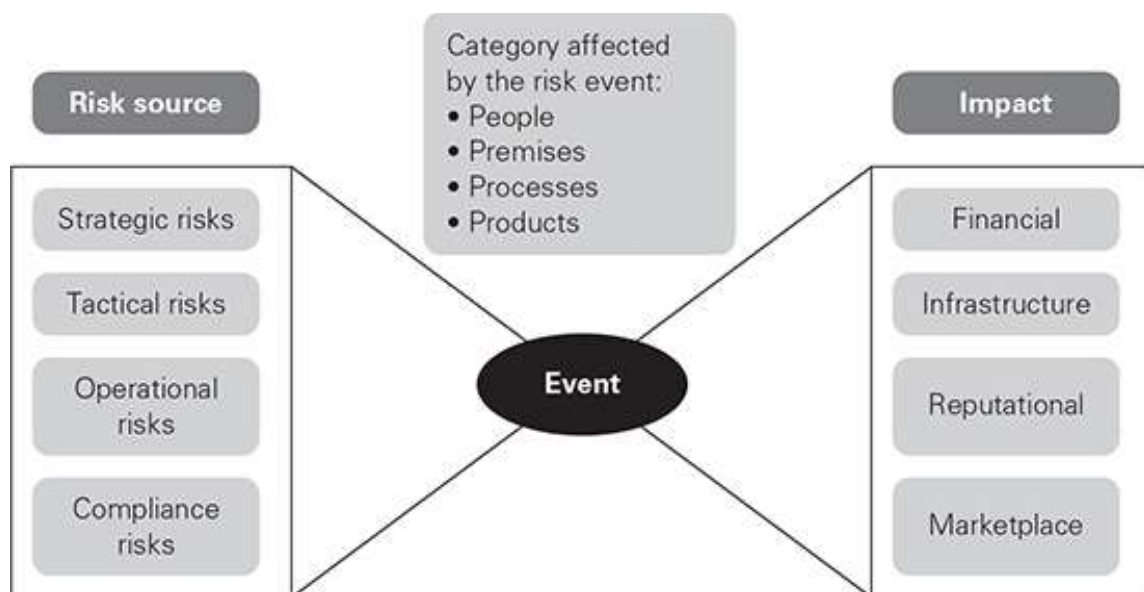 Risk source
Strategic risks
Tactical risks
Operational
risks
Compliance
risks
Category affected
by the risk event:
• People
• Premises
• Processes
• Products
Event
Impact
Financial
Infrastructure
Reputational
Marketplace